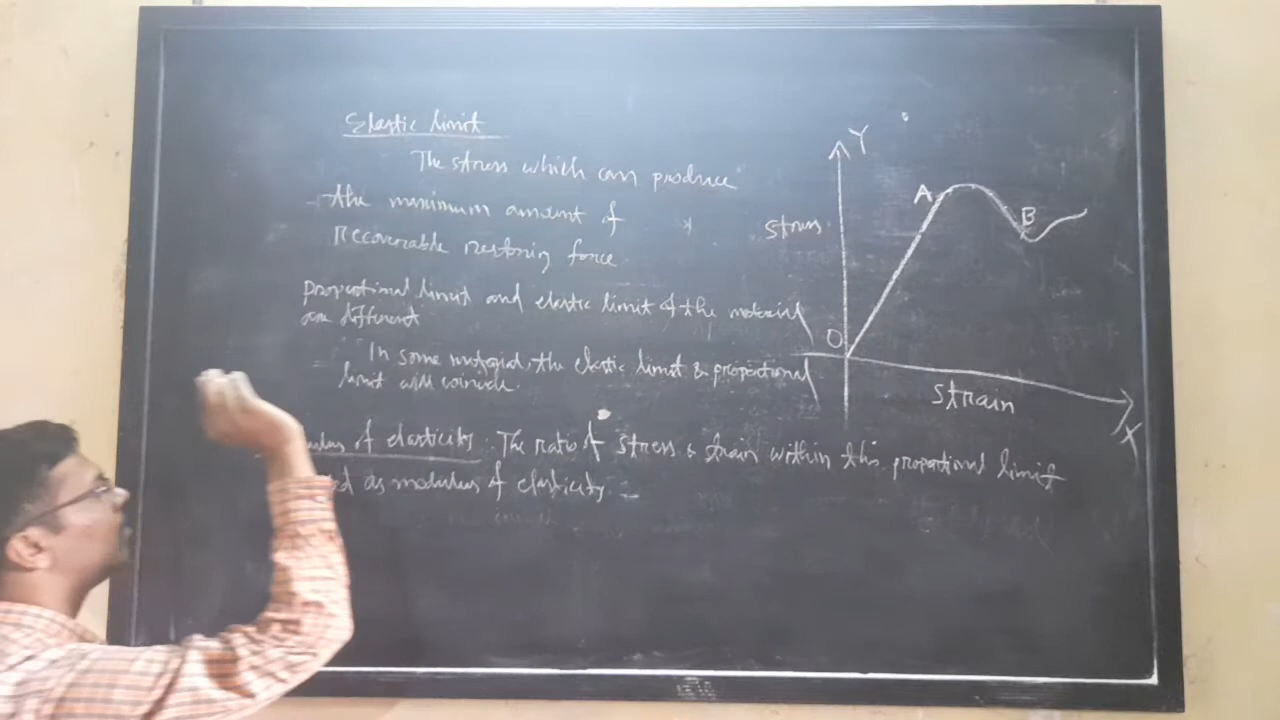 Elastic limit
The stress which can produce
the minimum amount of
recoverable restoring force.
proportional limit and elastic limit of the material
are different
In some material, the elastic limit & proportional
limit will coincide.
of elasticity: The ratio of stress & strain within this proportional limit
as modulus of elasticity
Y
A
B
Stress
O
Strain
X